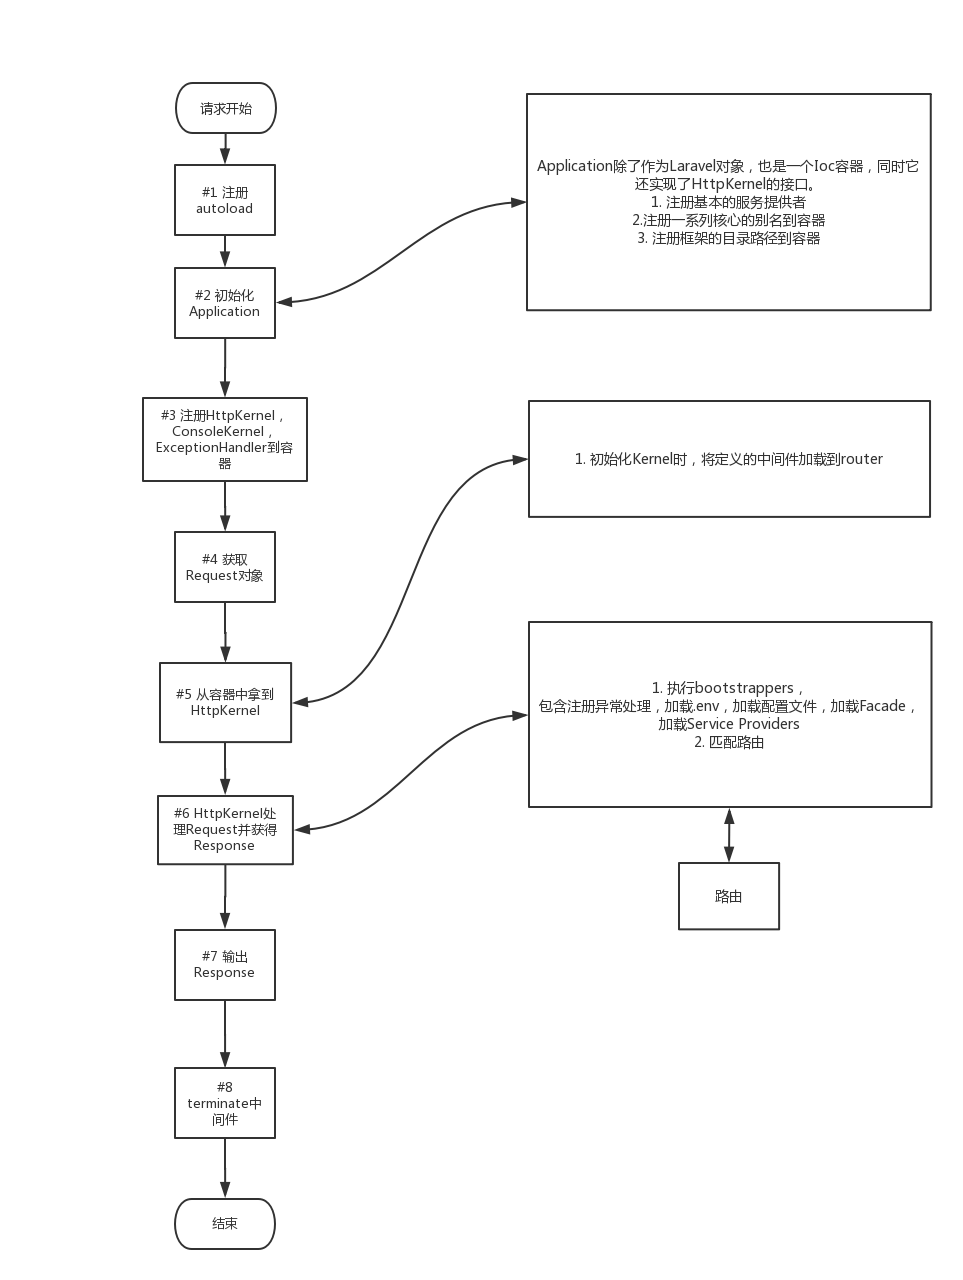 请求开始
#1 注册
autoload
#2 初始化
Application
Application除了作为Laravel对象，也是一个Ioc容器，同时它
还实现了HttpKernel的接口。
1. 注册基本的服务提供者
2.注册一系列核心的别名到容器
3. 注册框架的目录路径到容器
#3 注册HttpKernel，
ConsoleKernel，
ExceptionHandler到容
器
#4 获取
Request对象
#5 从容器中拿到
HttpKernel
1. 初始化Kernel时，将定义的中间件加载到router
#6 HttpKernel处
理Request并获得
Response
1. 执行bootstrappers，
包含注册异常处理，加载.env，加载配置文件，加载Facade，
加载Service Providers
2. 匹配路由
路由
#7 输出
Response
#8
terminate中
间件
结束